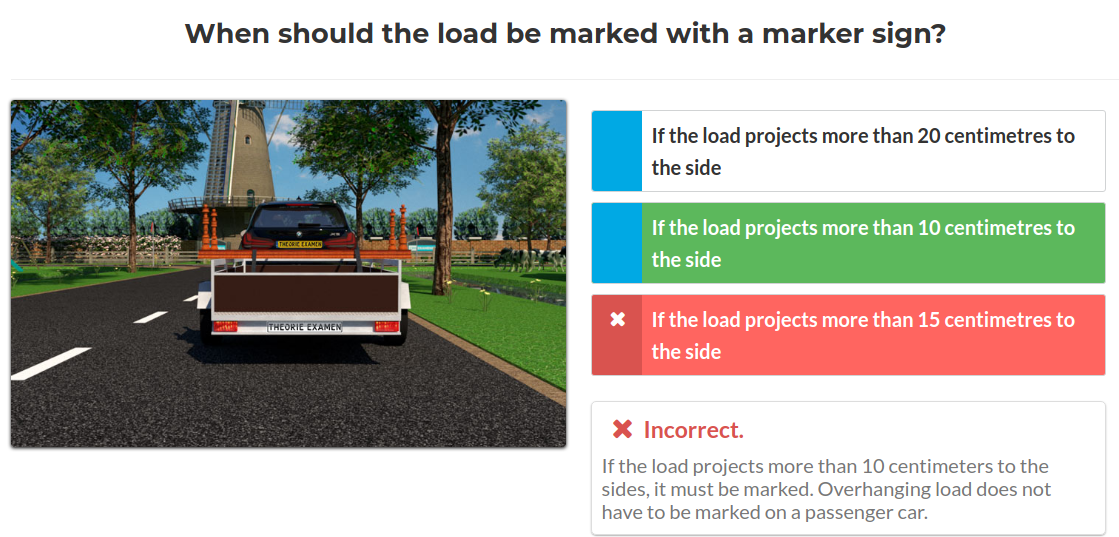 When should the load be marked with a marker sign?
THEORIE EXAMEN
THEORIE EXAMEN
If the load projects more than 20 centimetres to
the side
If the load projects more than 10 centimetres to
the side
If the load projects more than 15 centimetres to
the side
Incorrect.
If the load projects more than 10 centimeters to the
sides, it must be marked. Overhanging load does not
have to be marked on a passenger car.